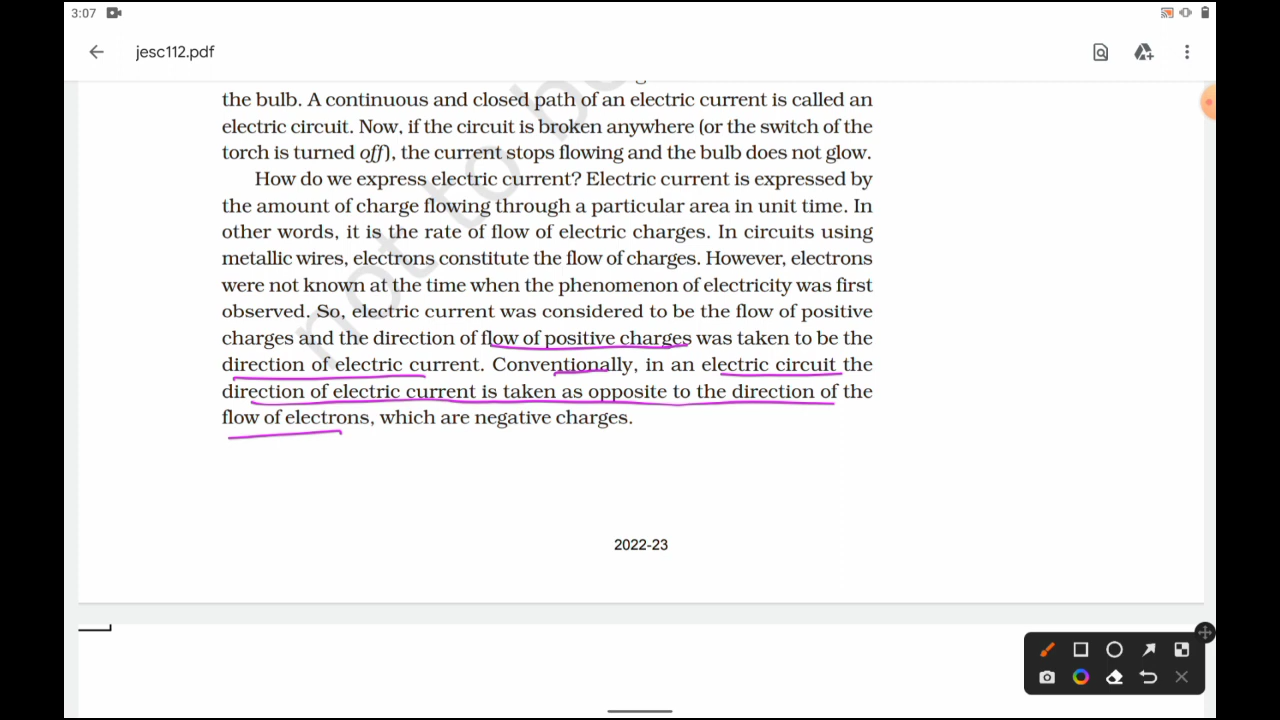 3:07
jesc112.pdf
the bulb. A continuous and closed path of an electric current is called an
electric circuit. Now, if the circuit is broken anywhere (or the switch of the
torch is turned off), the current stops flowing and the bulb does not glow.
How do we express electric current? Electric current is expressed by
the amount of charge flowing through a particular area in unit time. In
other words, it is the rate of flow of electric charges. In circuits using
metallic wires, electrons constitute the flow of charges. However, electrons
were not known at the time when the phenomenon of electricity was first
observed. So, electric current was considered to be the flow of positive
charges and the direction of flow of positive charges was taken to be the
direction of electric current. Conventionally, in an electric circuit the
direction of electric current is taken as opposite to the direction of the
flow of electrons, which are negative charges.
not to b
2022-23